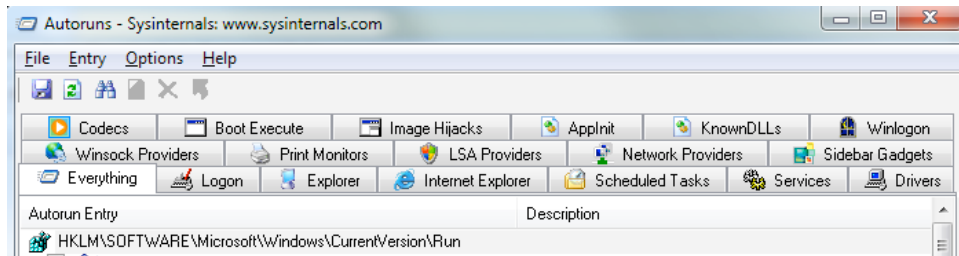 Autoruns - Sysinternals: www.sysinternals.com
File Entry Options Help
Codecs Boot Execute Image Hijacks AppInit KnownDLLs Winlogon
Winsock Providers Print Monitors LSA Providers Network Providers Sidebar Gadgets
Everything Logon Explorer Internet Explorer Scheduled Tasks Services Drivers
Autorun Entry Description
HKLM\SOFTWARE\Microsoft\Windows\CurrentVersion\Run